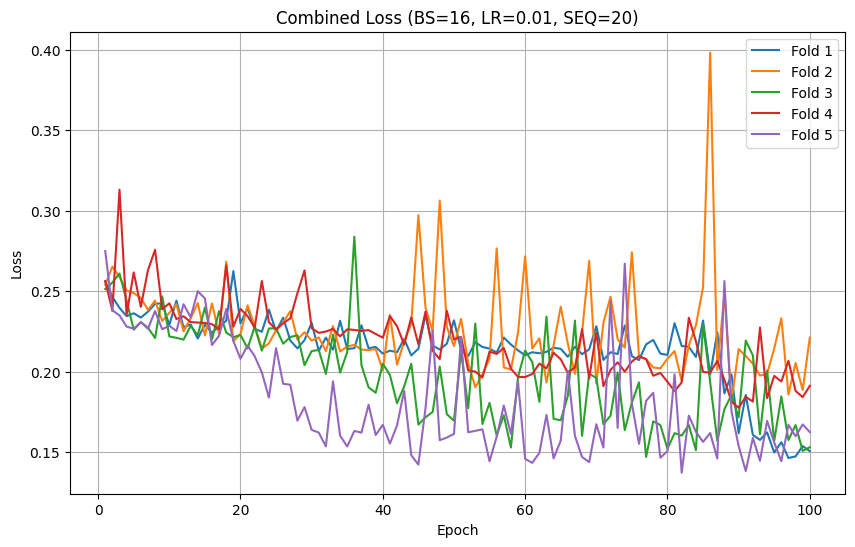 Combined Loss (BS=16, LR=0.01, SEQ=20)
Fold 1
Fold 2
Fold 3
Fold 4
Fold 5
Loss
0.40
0.35
0.30
0.25
0.20
0.15
0
20
40
60
80
100
Epoch